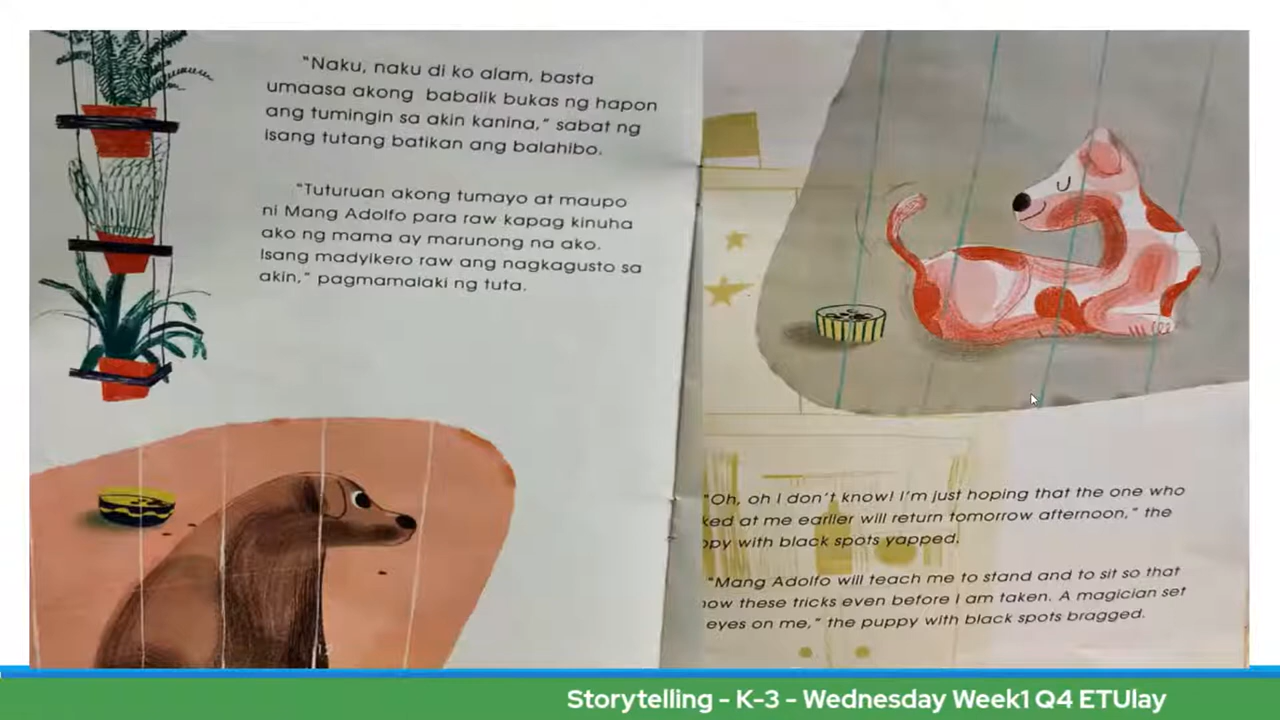 "Naku, naku di ko alam, basta
umaasa akong babalik bukas ng hapon
ang tumingin sa akin kanina," sabat ng
isang tutang batikan ang balahibo.
"Tuturuan akong tumayo at maupo
ni Mang Adolfo para raw kapag kinuha
ako ng mama ay marunong na ako.
Isang madyikero raw ang nagkagusto sa
akin," pagmamalaki ng tuta.
"Oh, oh I don't know! I'm just hoping that the one who
ked at me earlier will return tomorrow afternoon," the
ppy with black spots yapped.
"Mang Adolfo will teach me to stand and to sit so that
ow these tricks even before I am taken. A magician set
eyes on me," the puppy with black spots bragged.
Storytelling - K-3 - Wednesday Week1 Q4 ETUlay